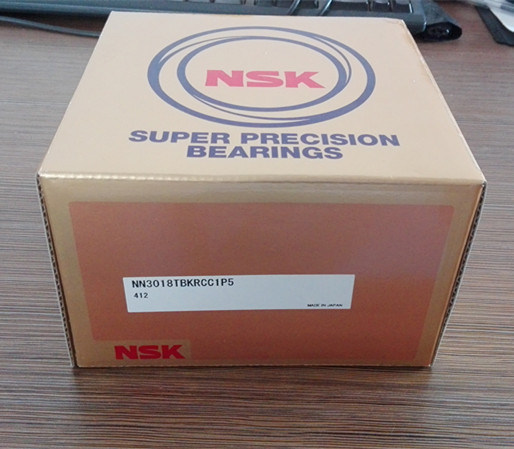 NSK
SUPER PRECISION
BEARINGS
NN3018TBKRCC1P5
412
MADE IN JAPAN
NSK